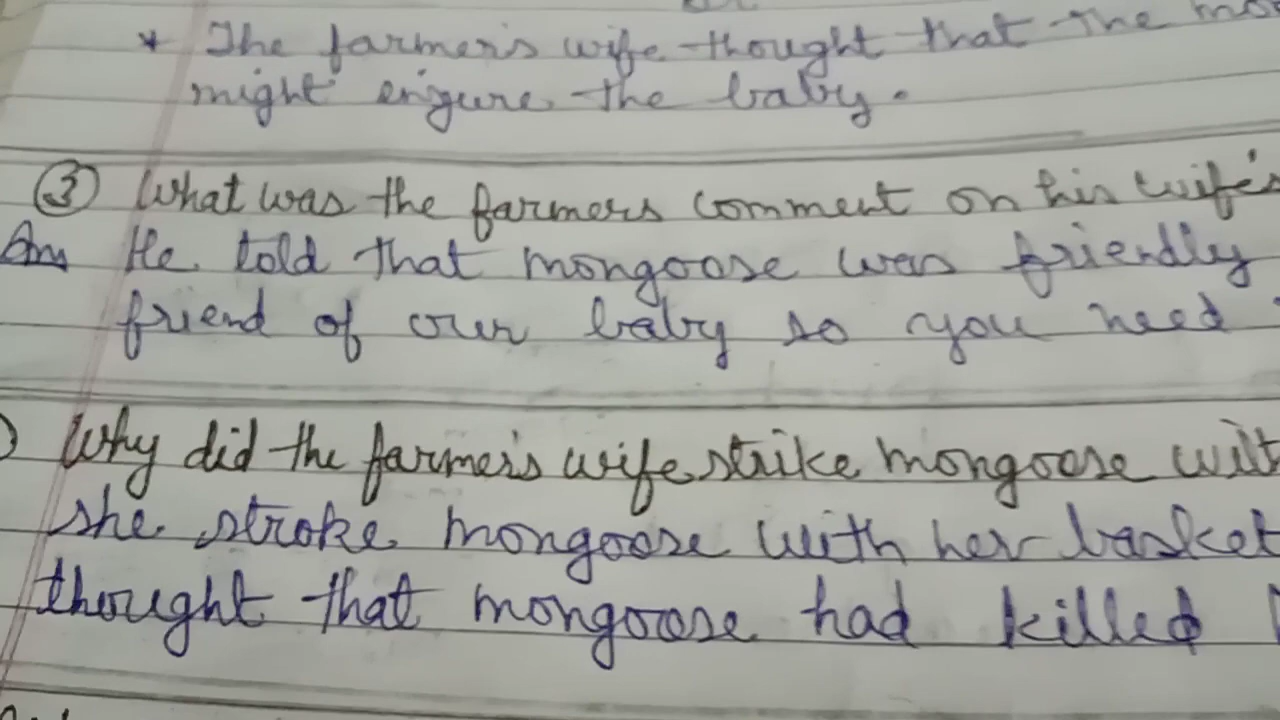 * The farmer's wife thought that the
might enjure the baby.
③ What was the farmers comment on his wife's
Ans He told that mongoose was friendly
friend of our baby so you need
Why did the farmer's wife strike mongoose with
she stroke mongoose with her basket
thought that mongoose had killed